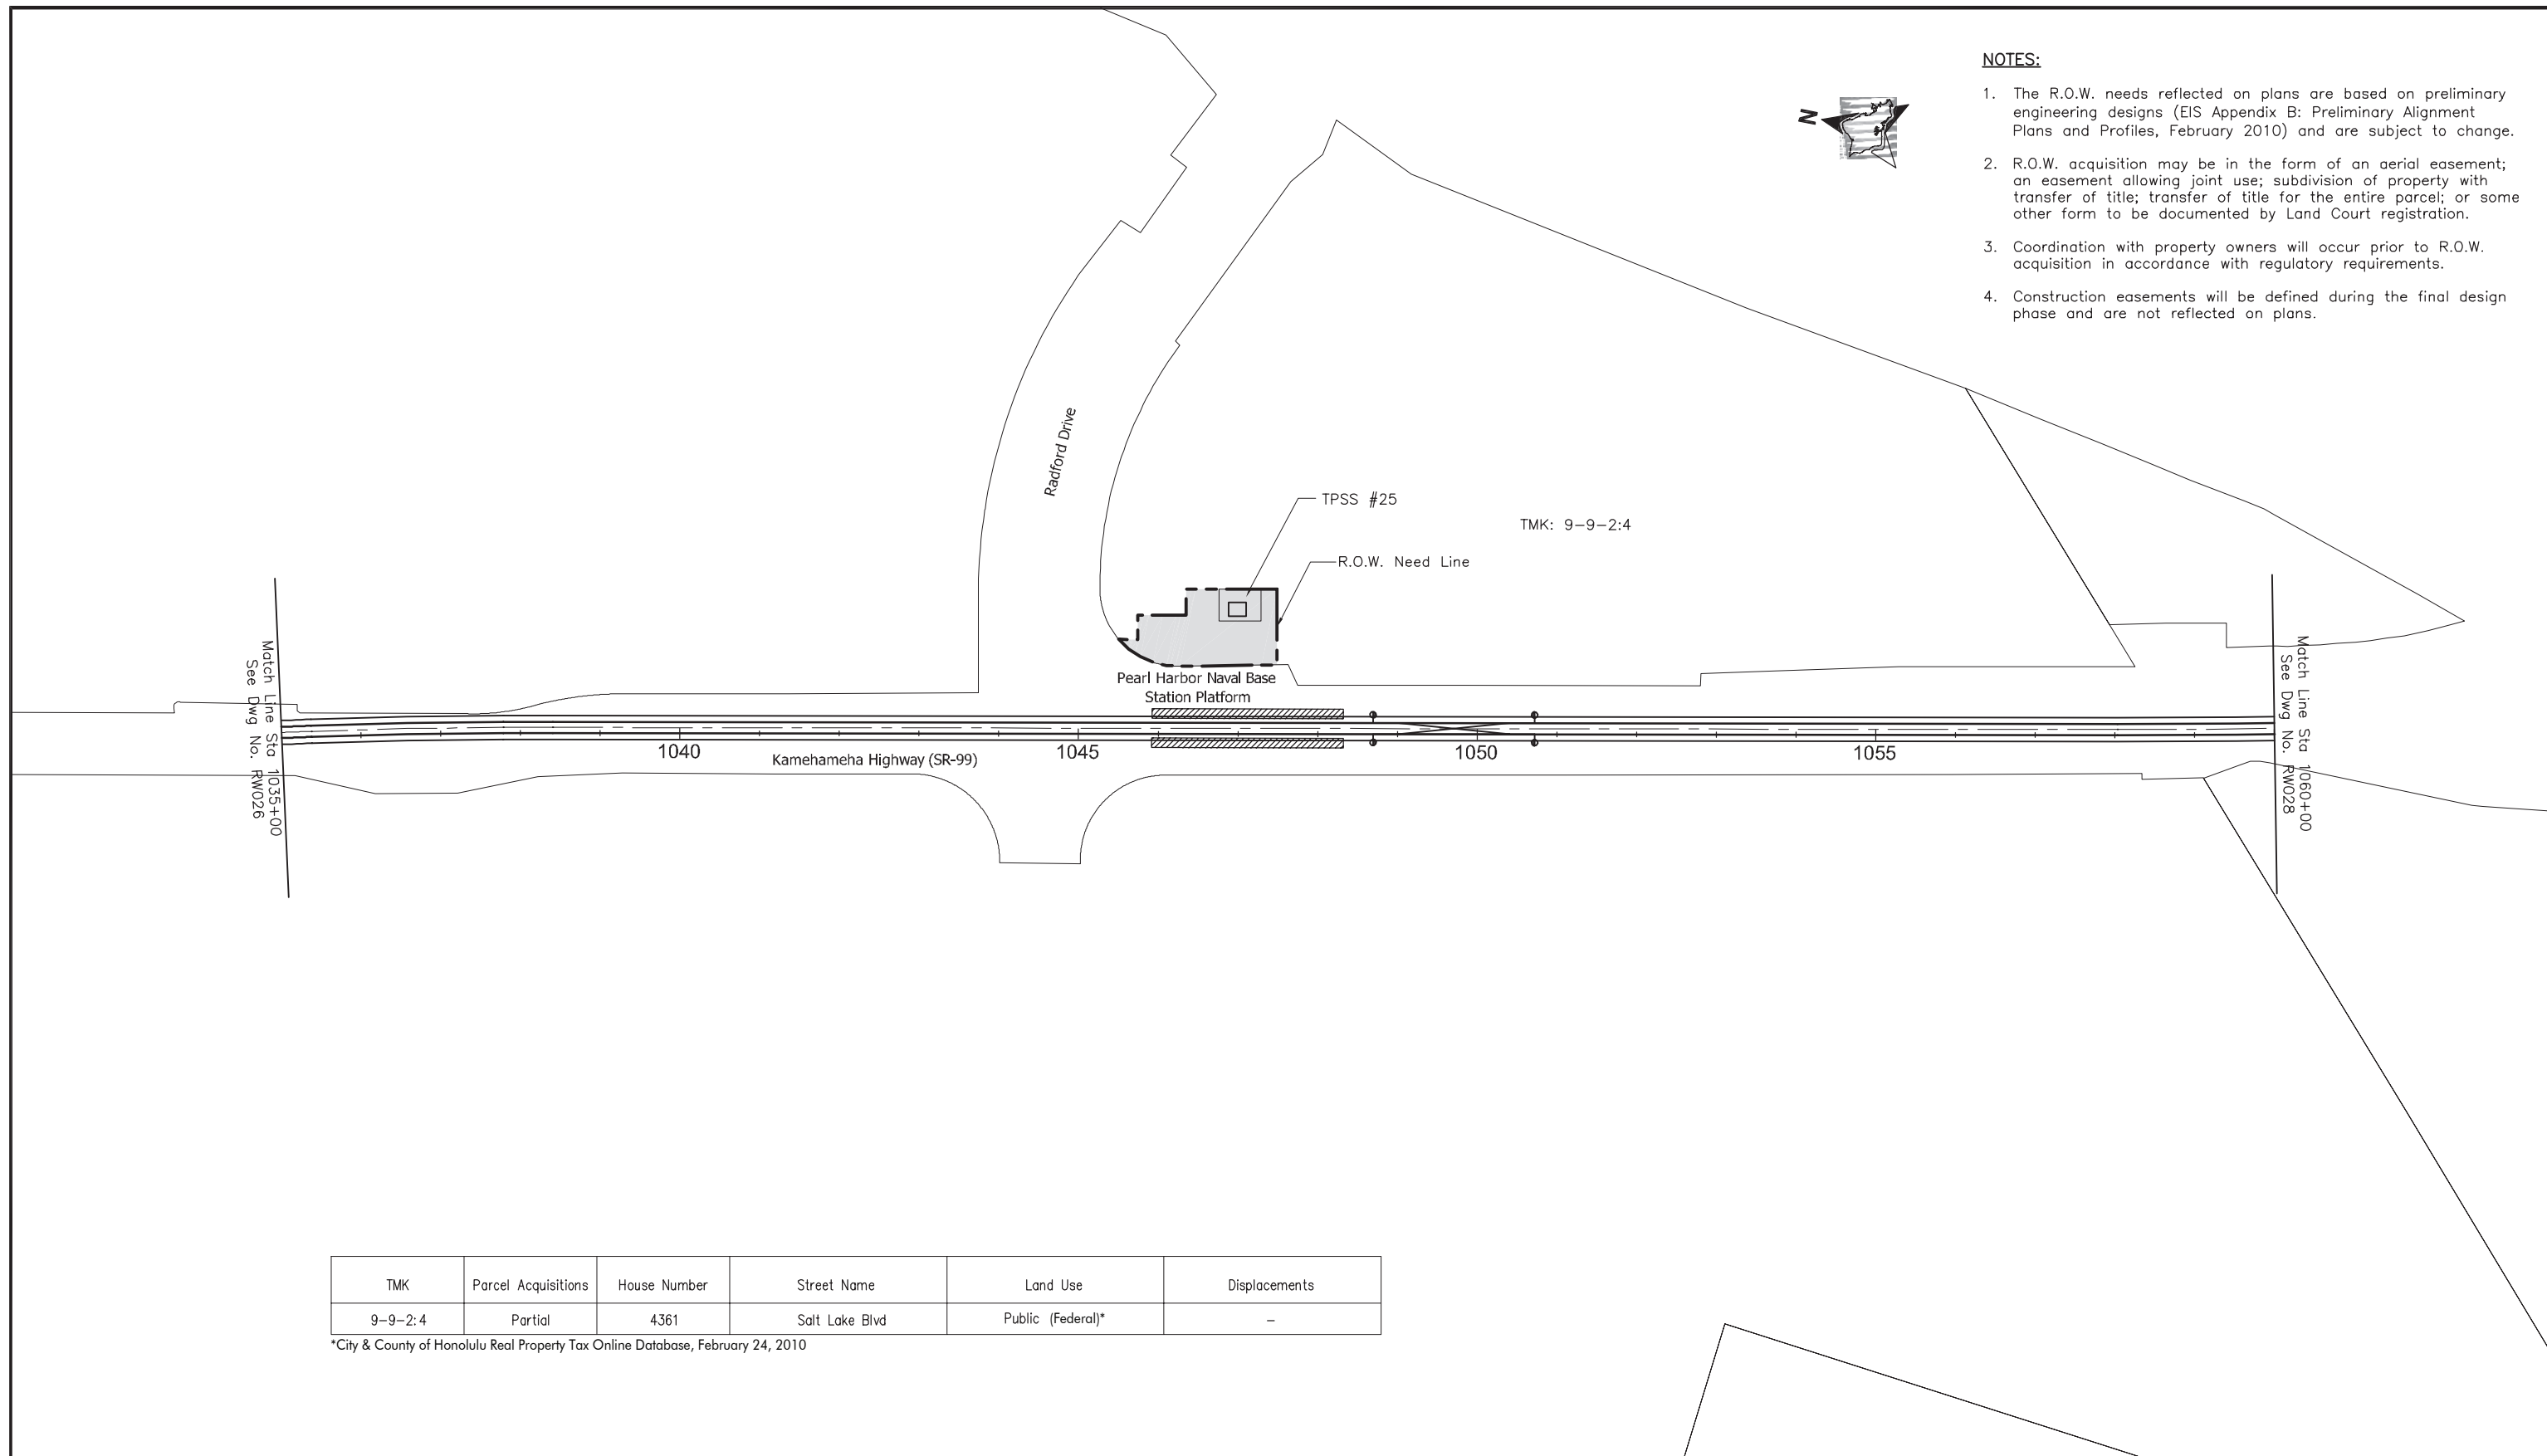 NOTES:
1. The R.O.W. needs reflected on plans are based on preliminary
engineering designs (EIS Appendix B: Preliminary Alignment
Plans and Profiles, February 2010) and are subject to change.
2. R.O.W. acquisition may be in the form of an aerial easement;
an easement allowing joint use; subdivision of property with
transfer of title; transfer of title for the entire parcel; or some
other form to be documented by Land Court registration.
3. Coordination with property owners will occur prior to R.O.W.
acquisition in accordance with regulatory requirements.
4. Construction easements will be defined during the final design
phase and are not reflected on plans.
N
Radford Drive
TPSS #25
TMK: 9-9-2:4
R.O.W. Need Line
Match Line Sta 1035+00
See Dwg No. RW026
Pearl Harbor Naval Base
Station Platform
Match Line Sta 1060+00
See Dwg No. RW028
1040
1045
1050
1055
Kamehameha Highway (SR-99)
TMK Parcel Acquisitions House Number Street Name Land Use Displacements
9-9-2:4 Partial 4361 Salt Lake Blvd Public (Federal)* -
*City & County of Honolulu Real Property Tax Online Database, February 24, 2010